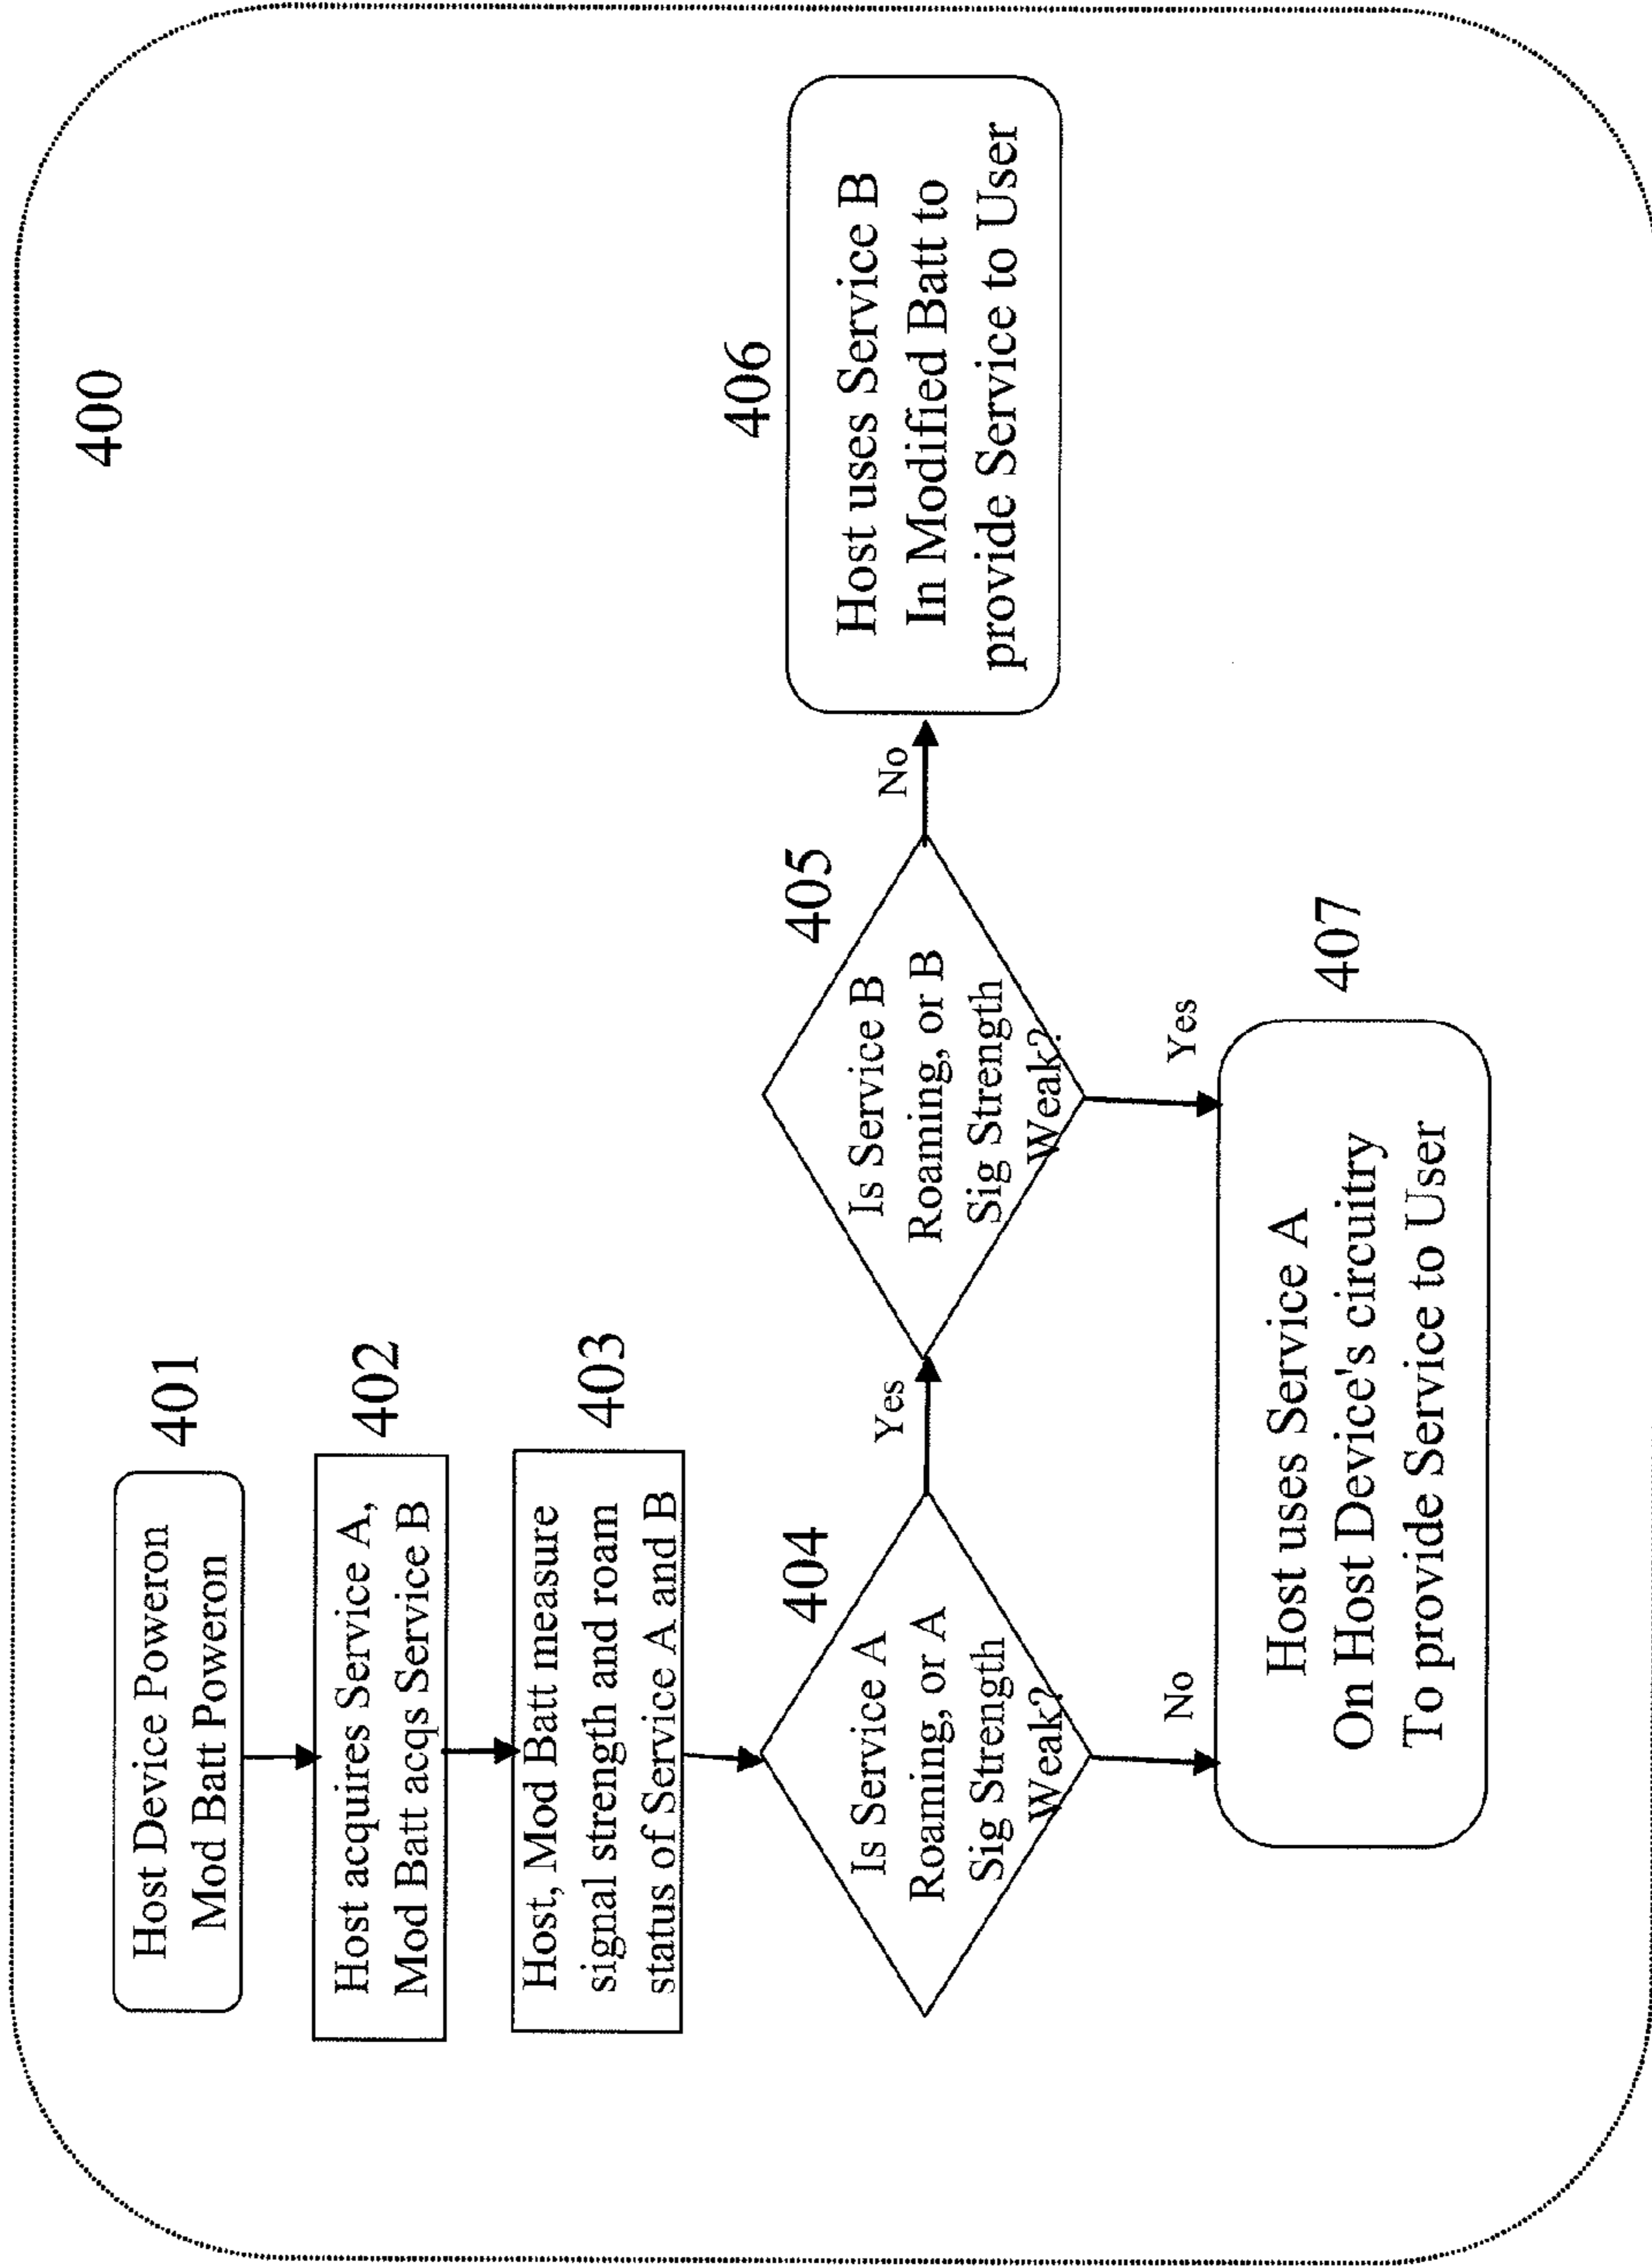 400
401
Host Device Poweron
Mod Batt Poweron
402
Host acquires Service A,
Mod Batt acqs Service B
403
Host, Mod Batt measure
signal strength and roam
status of Service A and B
404
Is Service A
Roaming, or A
Sig Strength
Weak?
Yes
No
405
Is Service B
Roaming, or B
Sig Strength
Weak?
No
Yes
406
Host uses Service B
In Modified Batt to
provide Service to User
407
Host uses Service A
On Host Device's circuitry
To provide Service to User